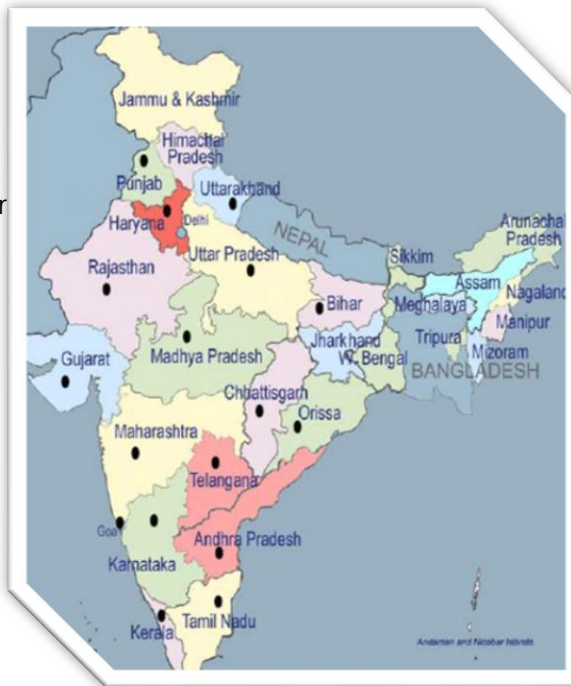 Jammu & Kashmir
Himachal
Pradesh
Punjab
r
Uttarakhand
Haryana
Delhi
Arunachal
Pradesh
NEPAL
Uttar Pradesh
Sikkim
Rajasthan
Assam
Nagaland
Bihar
Meghalaya
Manipur
Jharkhand
Tripura
Gujarat
Madhya Pradesh
W. Bengal
Mizoram
BANGLADESH
Chhattisgarh
Orissa
Maharashtra
Telangana
Goa
Andhra Pradesh
Karnataka
Tamil Nadu
Kerala
Andaman and Nicobar Islands